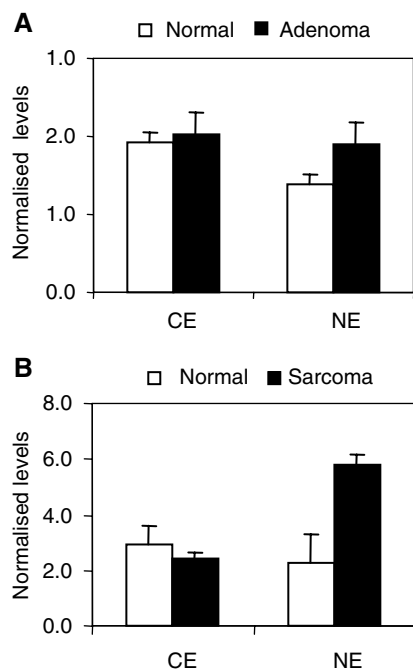 A
Normal Adenoma
Normalised levels
1.0
2.0
1.0
0.0
CE NE
B
Normal Sarcoma
Normalised levels
8.0
6.0
4.0
2.0
0.0
CE NE